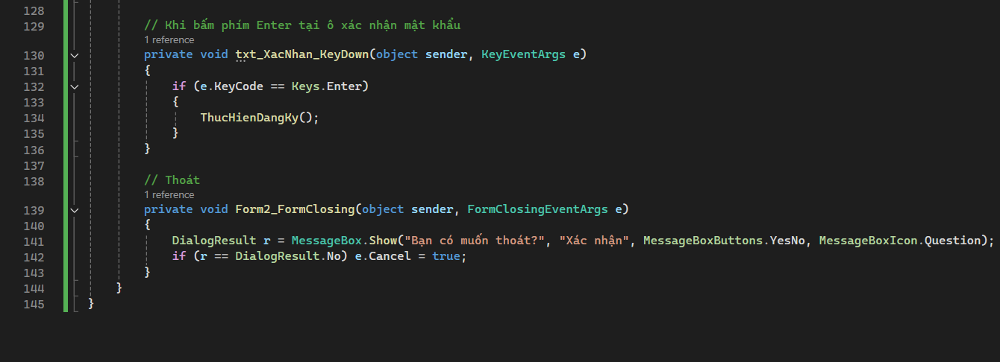 128
129 // Khi bấm phím Enter tại ô xác nhận mật khẩu
1 reference
130 private void txt_XacNhan_KeyDown(object sender, KeyEventArgs e)
131 {
132 if (e.KeyCode == Keys.Enter)
133 {
134 ThucHienDangKy();
135 }
136 }
137
138 // Thoát
1 reference
139 private void Form2_FormClosing(object sender, FormClosingEventArgs e)
140 {
141 DialogResult r = MessageBox.Show("Bạn có muốn thoát?", "Xác nhận", MessageBoxButtons.YesNo, MessageBoxIcon.Question);
142 if (r == DialogResult.No) e.Cancel = true;
143 }
144 }
145 }